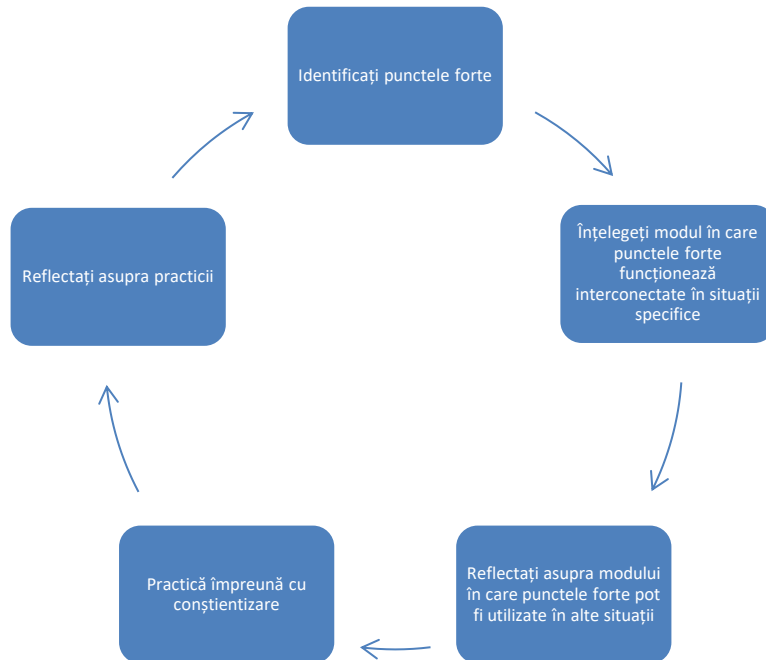 Identificați punctele forte
Înțelegeți modul în care
punctele forte
funcționează
interconectate în situații
specifice
Reflectați asupra modului
în care punctele forte pot
fi utilizate în alte situații
Practică împreună cu
conștientizare
Reflectați asupra practicii